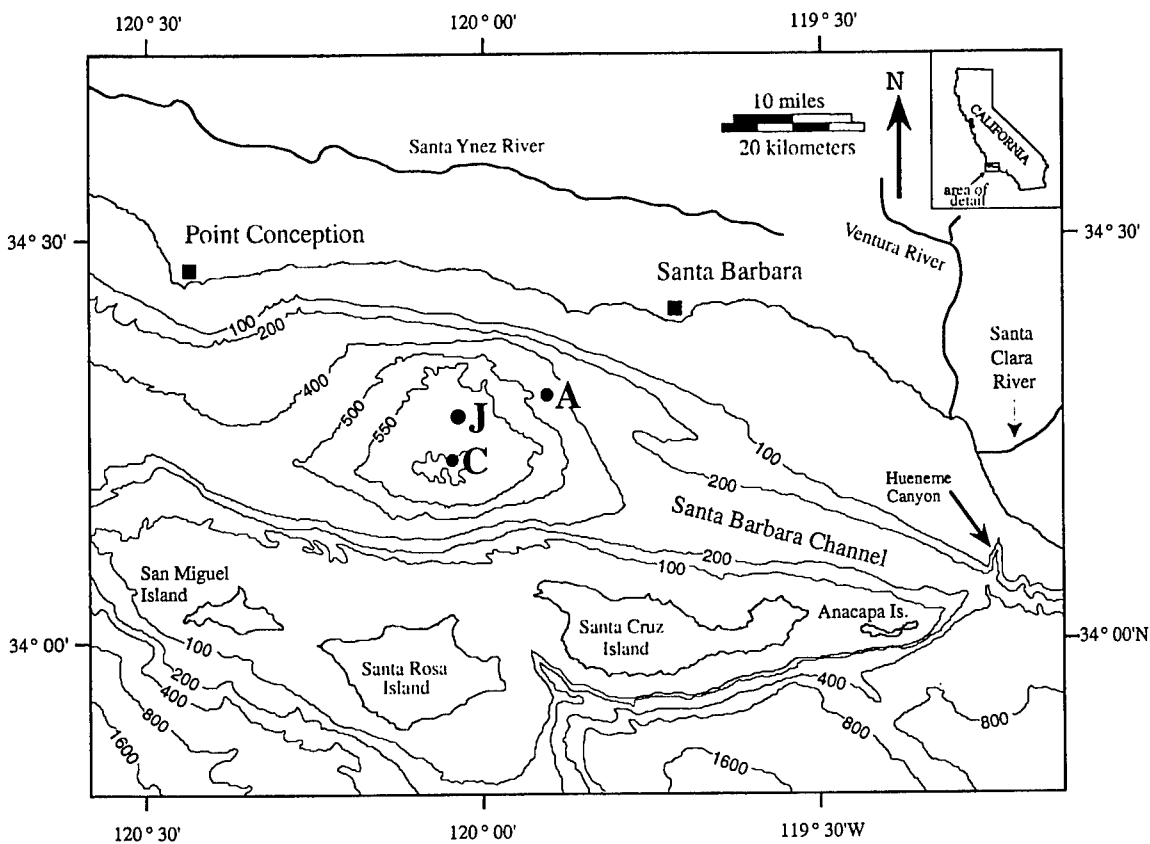 120° 30'
120° 00'
119° 30'
10 miles
20 kilometers
N
CALIFORNIA
area of
detail
Santa Ynez River
34° 30'
34° 30'
Point Conception
Santa Barbara
Ventura River
Santa
Clara
River
100
200
400
500
550
A
J
C
100
200
Hueneme
Canyon
Santa Barbara Channel
200
100
San Miguel
Island
Santa Rosa
Island
Santa Cruz
Island
Anacapa Is.
34° 00'
34° 00'N
100
200
400
800
1600
400
800
800
1600
120° 30'
120° 00'
119° 30'W